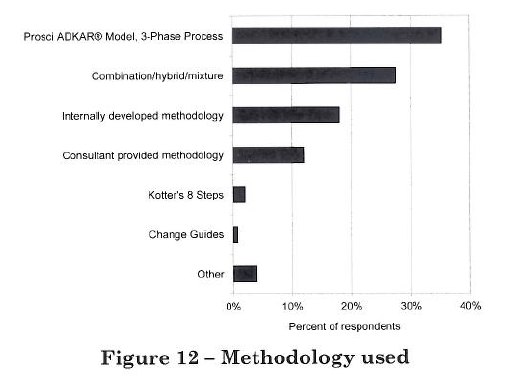 Prosci ADKAR® Model, 3-Phase Process
Combination/hybrid/mixture
Internally developed methodology
Consultant provided methodology
Kotter's 8 Steps
Change Guides
Other
0% 10% 20% 30% 40%
Percent of respondents
Figure 12 – Methodology used